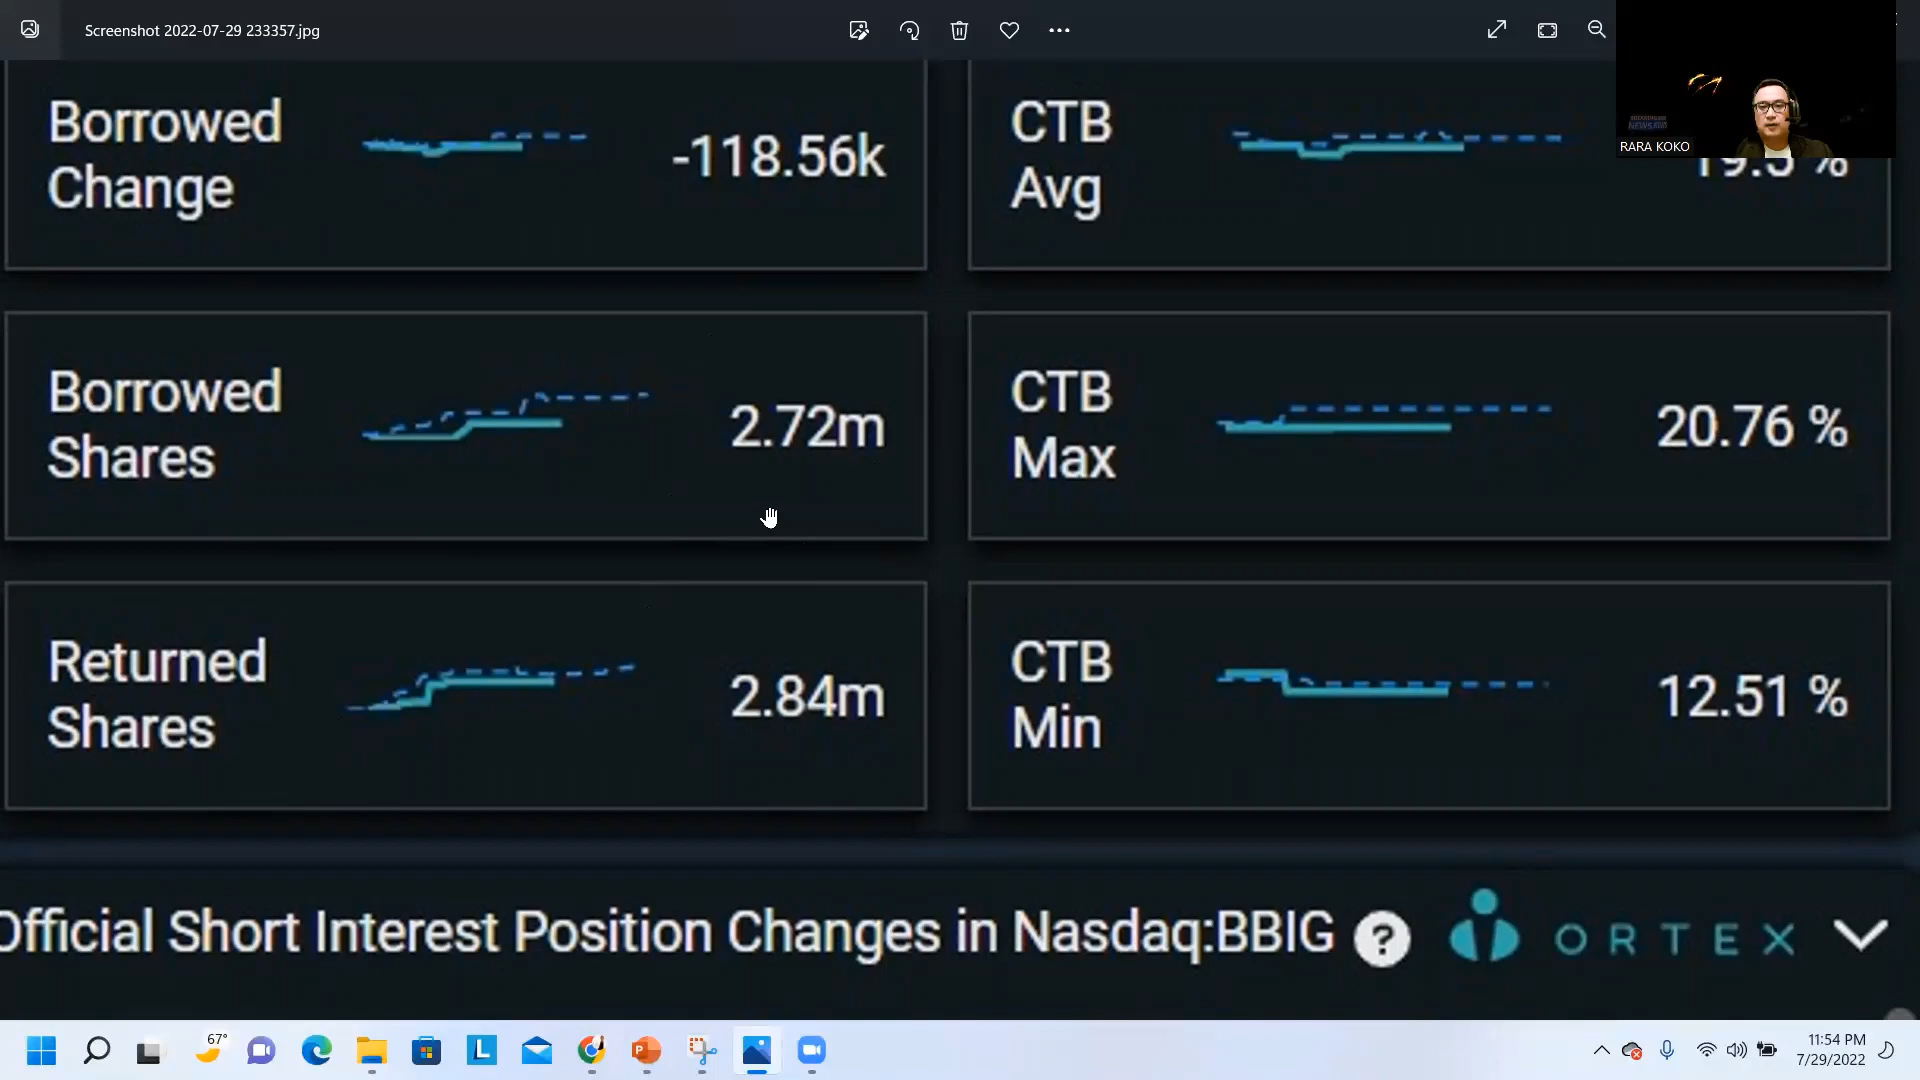 Screenshot 2022-07-29 233357.jpg
RARA KOKO
Borrowed
Change
-118.56k
CTB
Avg
19.5 %
Borrowed
Shares
2.72m
CTB
Max
20.76 %
Returned
Shares
2.84m
CTB
Min
12.51 %
Official Short Interest Position Changes in Nasdaq:BBIG
?
ORTEX
67°
L
P
11:54 PM
7/29/2022